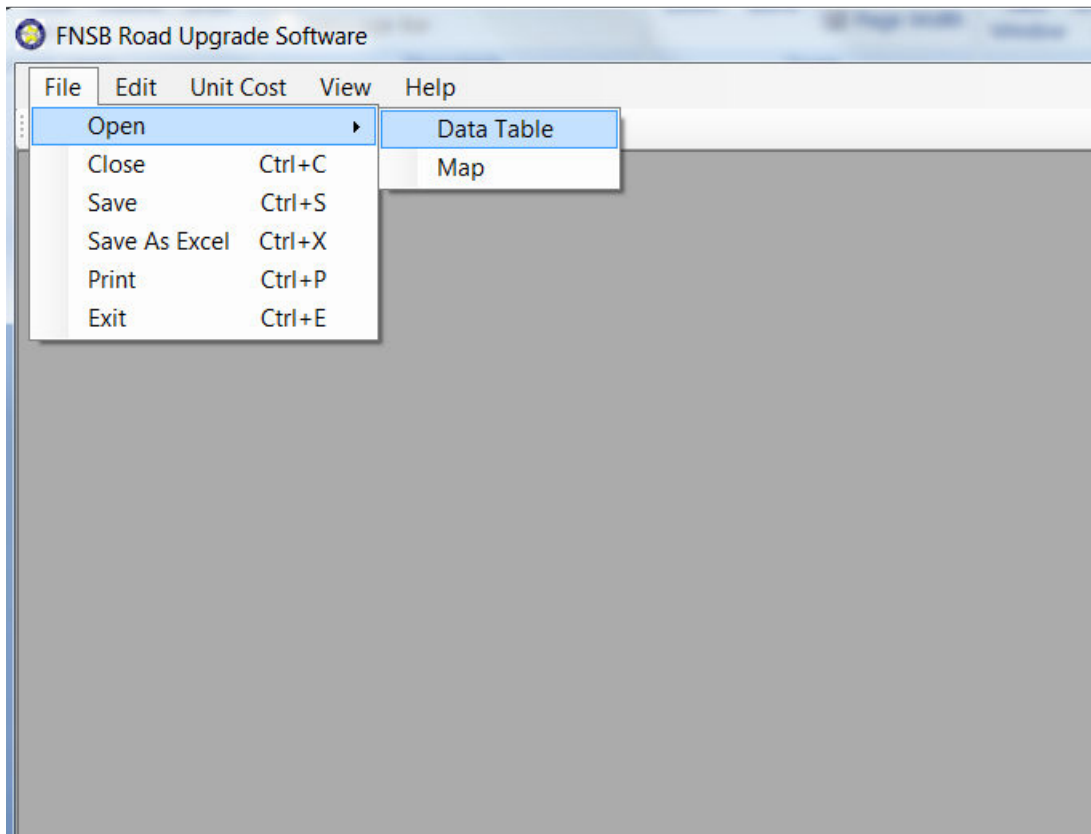 FNSB Road Upgrade Software
File Edit Unit Cost View Help
Open
Close Ctrl+C
Save Ctrl+S
Save As Excel Ctrl+X
Print Ctrl+P
Exit Ctrl+E
Data Table
Map